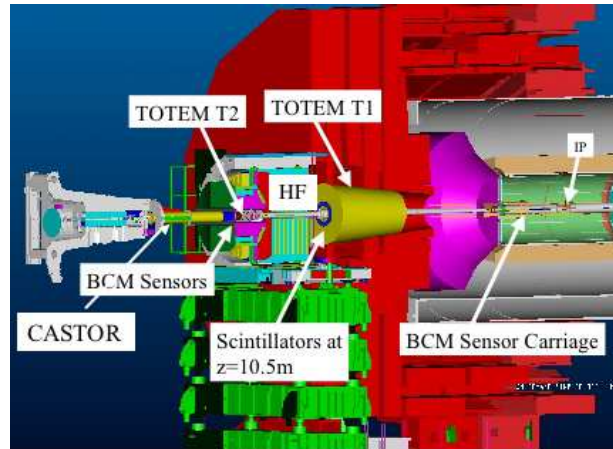 TOTEM T2
TOTEM T1
HF
IP
BCM Sensors
CASTOR
Scintillators at
z=10.5m
BCM Sensor Carriage